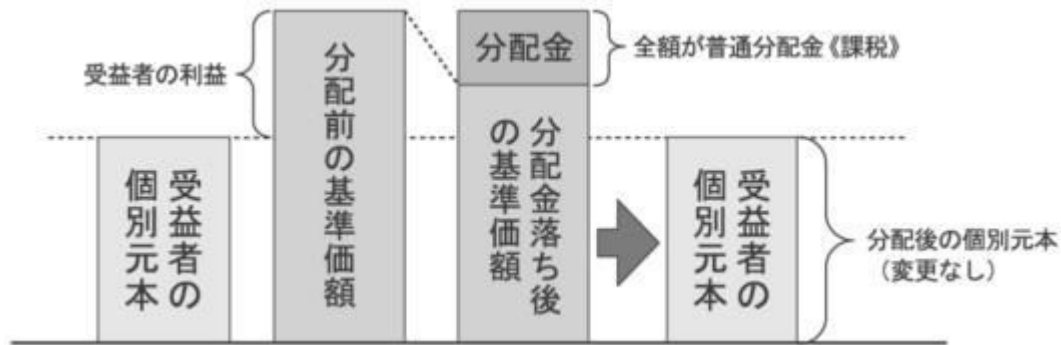 受益者の利益
受益者の
個別元本
分配前の基準価額
分配金
全額が普通分配金《課税》
分配金落ち後
の基準価額
受益者の
個別元本
分配後の個別元本
（変更なし）